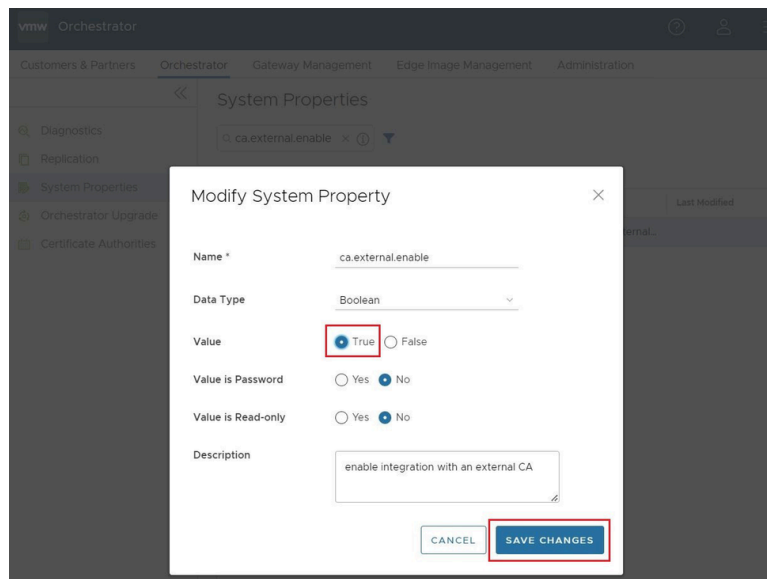 vmw Orchestrator
Customers & Partners Orchestrator Gateway Management Edge Image Management Administration
System Properties
Diagnostics
ca.external.enable
Replication
System Properties
Last Modified
Orchestrator Upgrade
ternal...
Certificate Authorities
Modify System Property
Name *
ca.external.enable
Data Type
Boolean
Value
True False
Value is Password
Yes No
Value is Read-only
Yes No
Description
enable integration with an external CA
CANCEL SAVE CHANGES